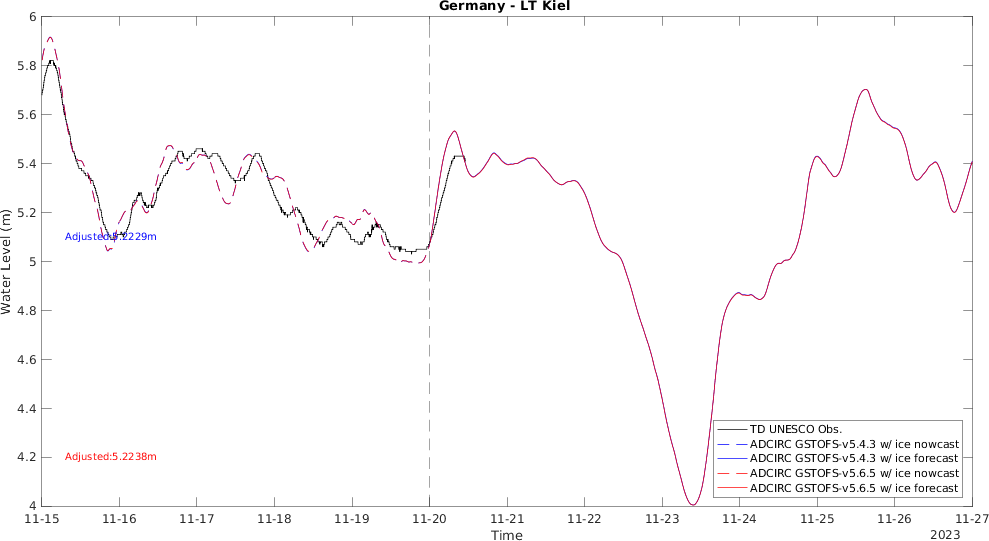 Germany - LT Kiel
Water Level (m)
6
5.8
5.6
5.4
5.2
5
4.8
4.6
4.4
4.2
4
Adjusted:5.2229m
Adjusted:5.2238m
TD UNESCO Obs.
ADCIRC GSTOFS-v5.4.3 w/ ice nowcast
ADCIRC GSTOFS-v5.4.3 w/ ice forecast
ADCIRC GSTOFS-v5.6.5 w/ ice nowcast
ADCIRC GSTOFS-v5.6.5 w/ ice forecast
11-15 11-16 11-17 11-18 11-19 11-20 11-21 11-22 11-23 11-24 11-25 11-26 11-27
Time
2023